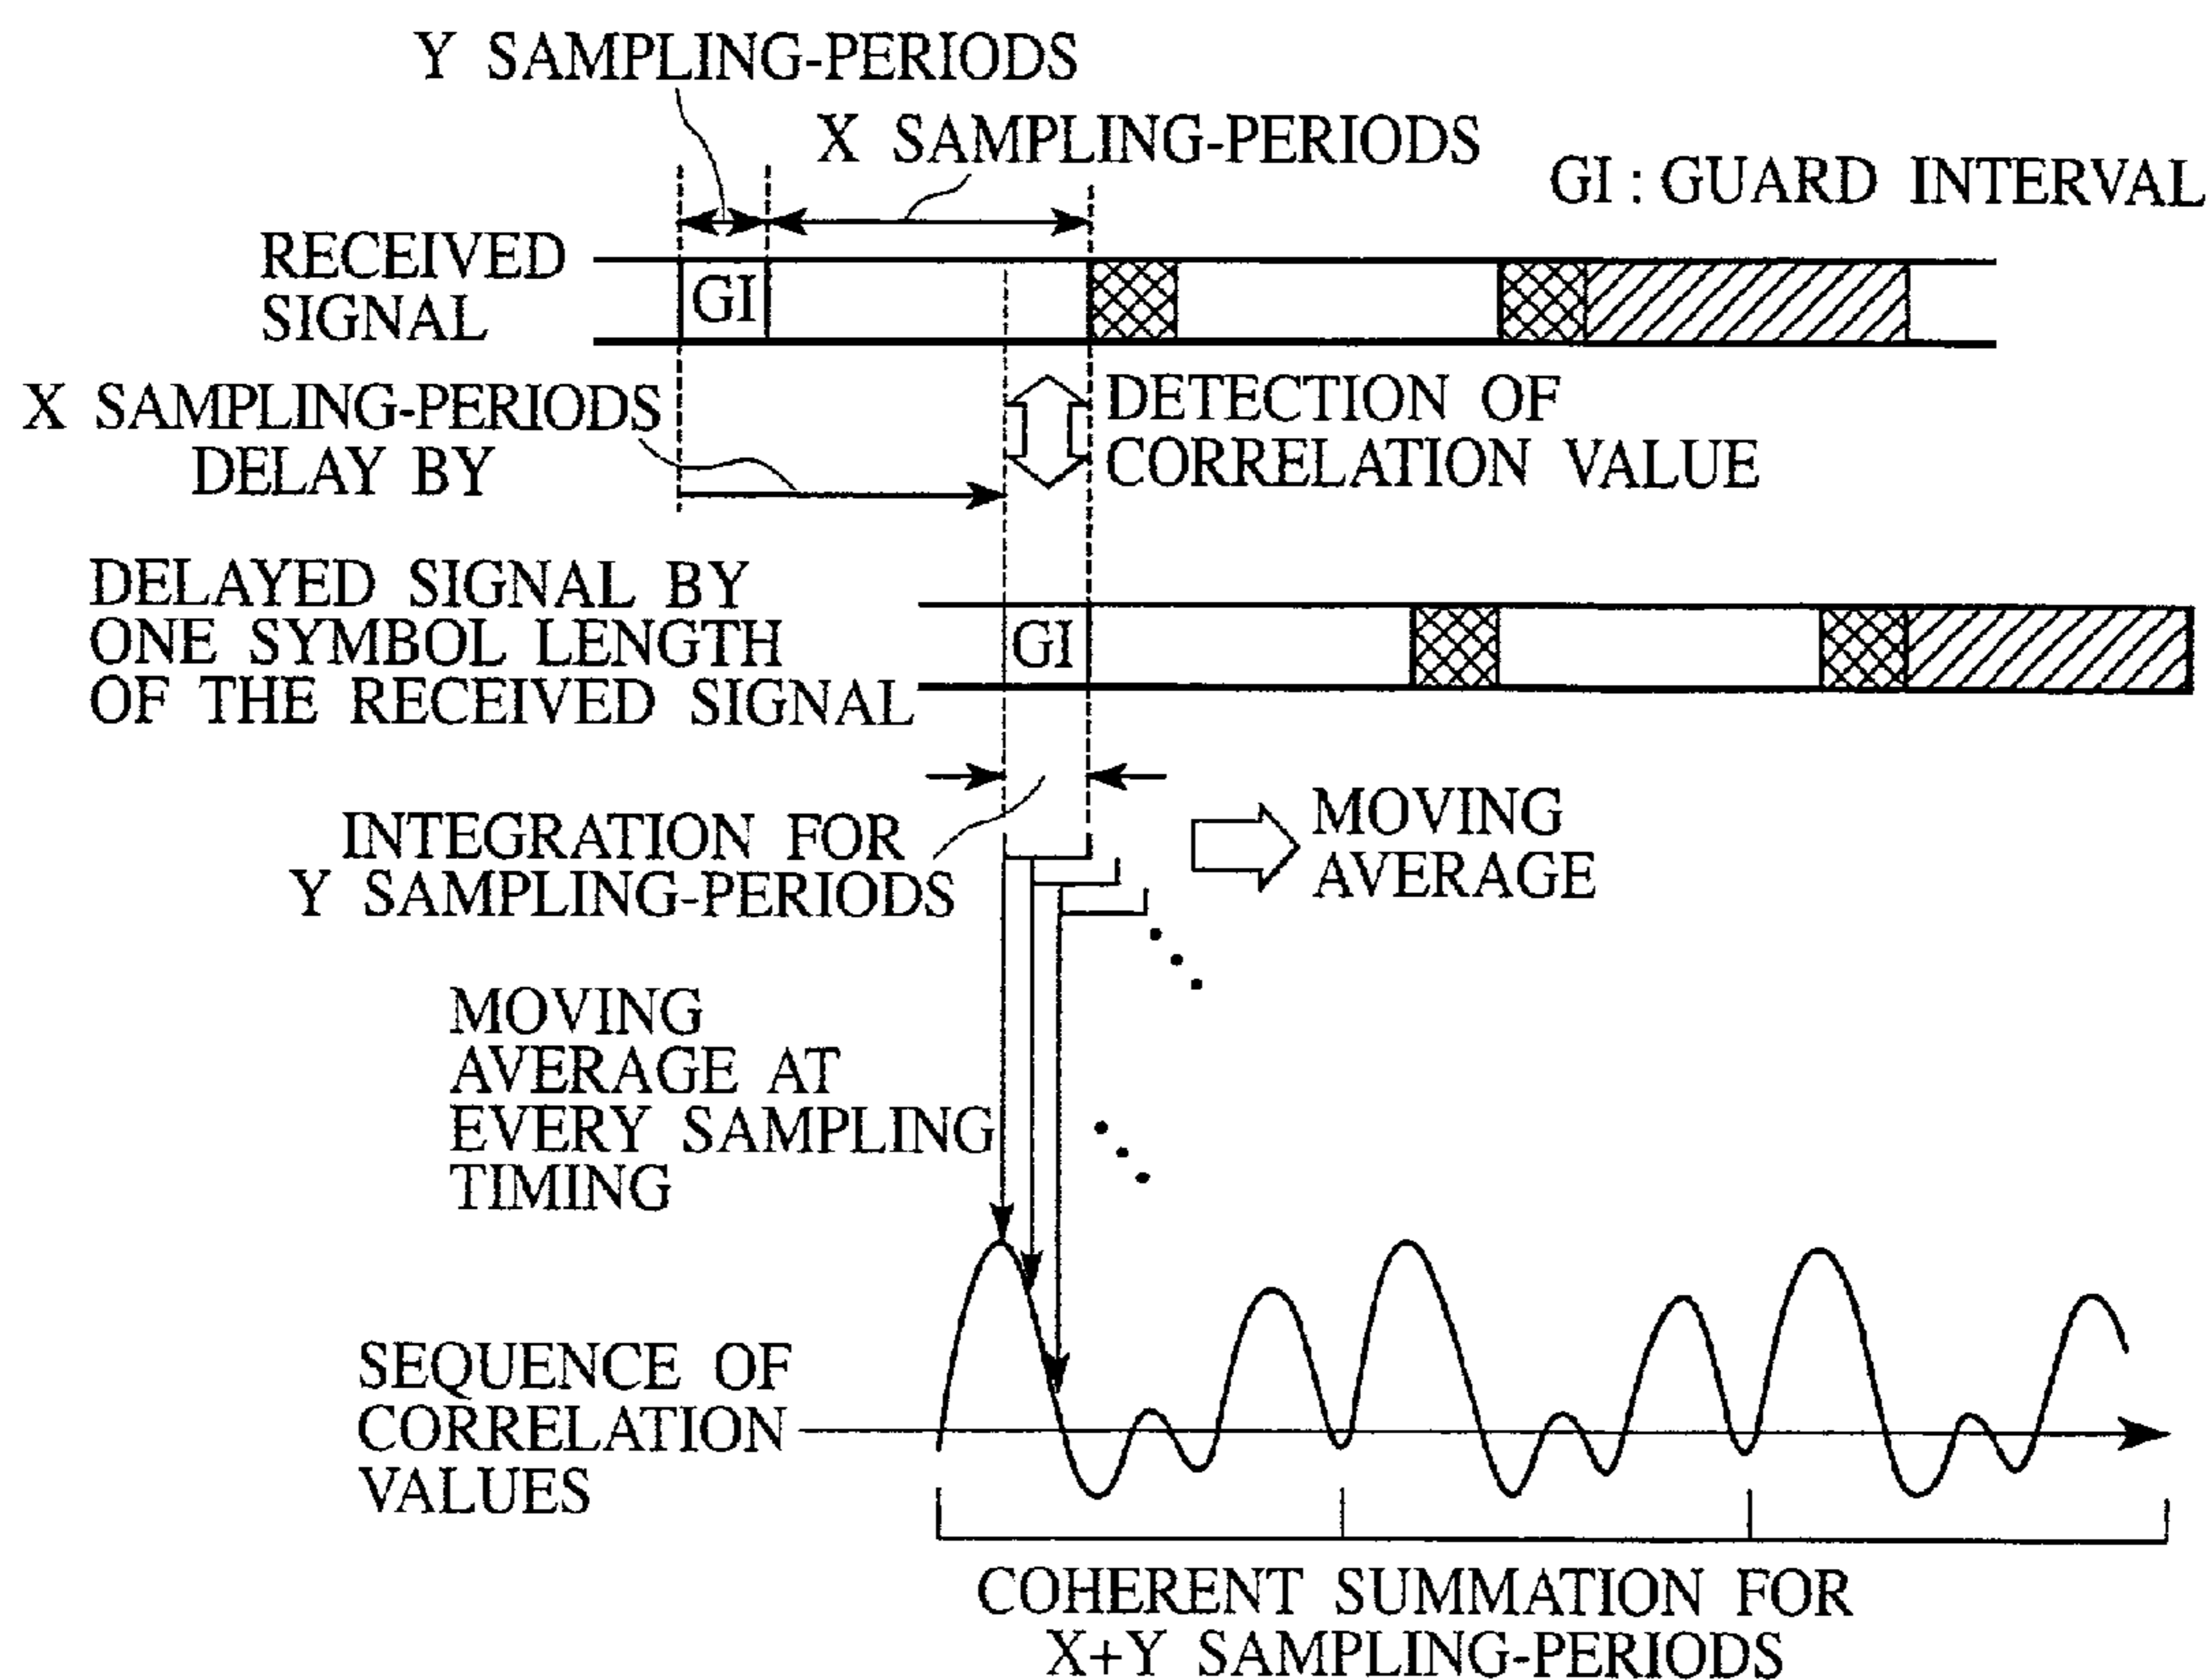 Y SAMPLING-PERIODS
X SAMPLING-PERIODS
GI : GUARD INTERVAL
RECEIVED
SIGNAL
GI
X SAMPLING-PERIODS
DELAY BY
DETECTION OF
CORRELATION VALUE
DELAYED SIGNAL BY
ONE SYMBOL LENGTH
OF THE RECEIVED SIGNAL
GI
INTEGRATION FOR
Y SAMPLING-PERIODS
MOVING
AVERAGE
MOVING
AVERAGE AT
EVERY SAMPLING
TIMING
SEQUENCE OF
CORRELATION
VALUES
COHERENT SUMMATION FOR
X+Y SAMPLING-PERIODS